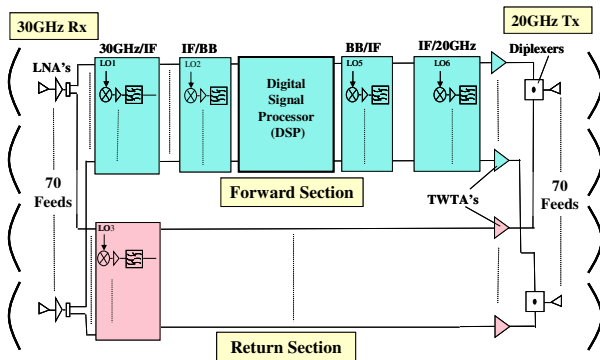 30GHz Rx
20GHz Tx
30GHz/IF
IF/BB
BB/IF
IF/20GHz
Diplexers
LNA's
LO1
LO2
Digital
Signal
Processor
(DSP)
LO5
LO6
70
Feeds
Forward Section
TWTA's
70
Feeds
LO3
Return Section